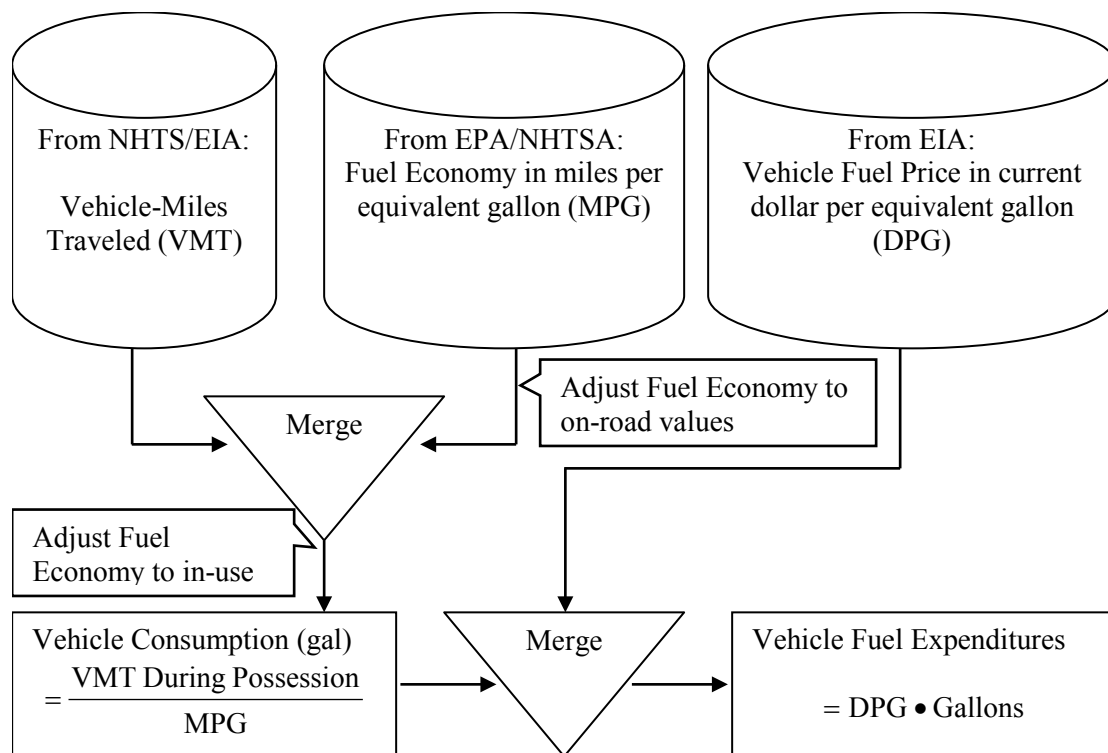 From NHTS/EIA:
Vehicle-Miles
Traveled (VMT)
From EPA/NHTSA:
Fuel Economy in miles per
equivalent gallon (MPG)
From EIA:
Vehicle Fuel Price in current
dollar per equivalent gallon
(DPG)
Adjust Fuel Economy to
on-road values
Merge
Adjust Fuel
Economy to in-use
Vehicle Consumption (gal)
= VMT During Possession
MPG
Merge
Vehicle Fuel Expenditures
= DPG • Gallons